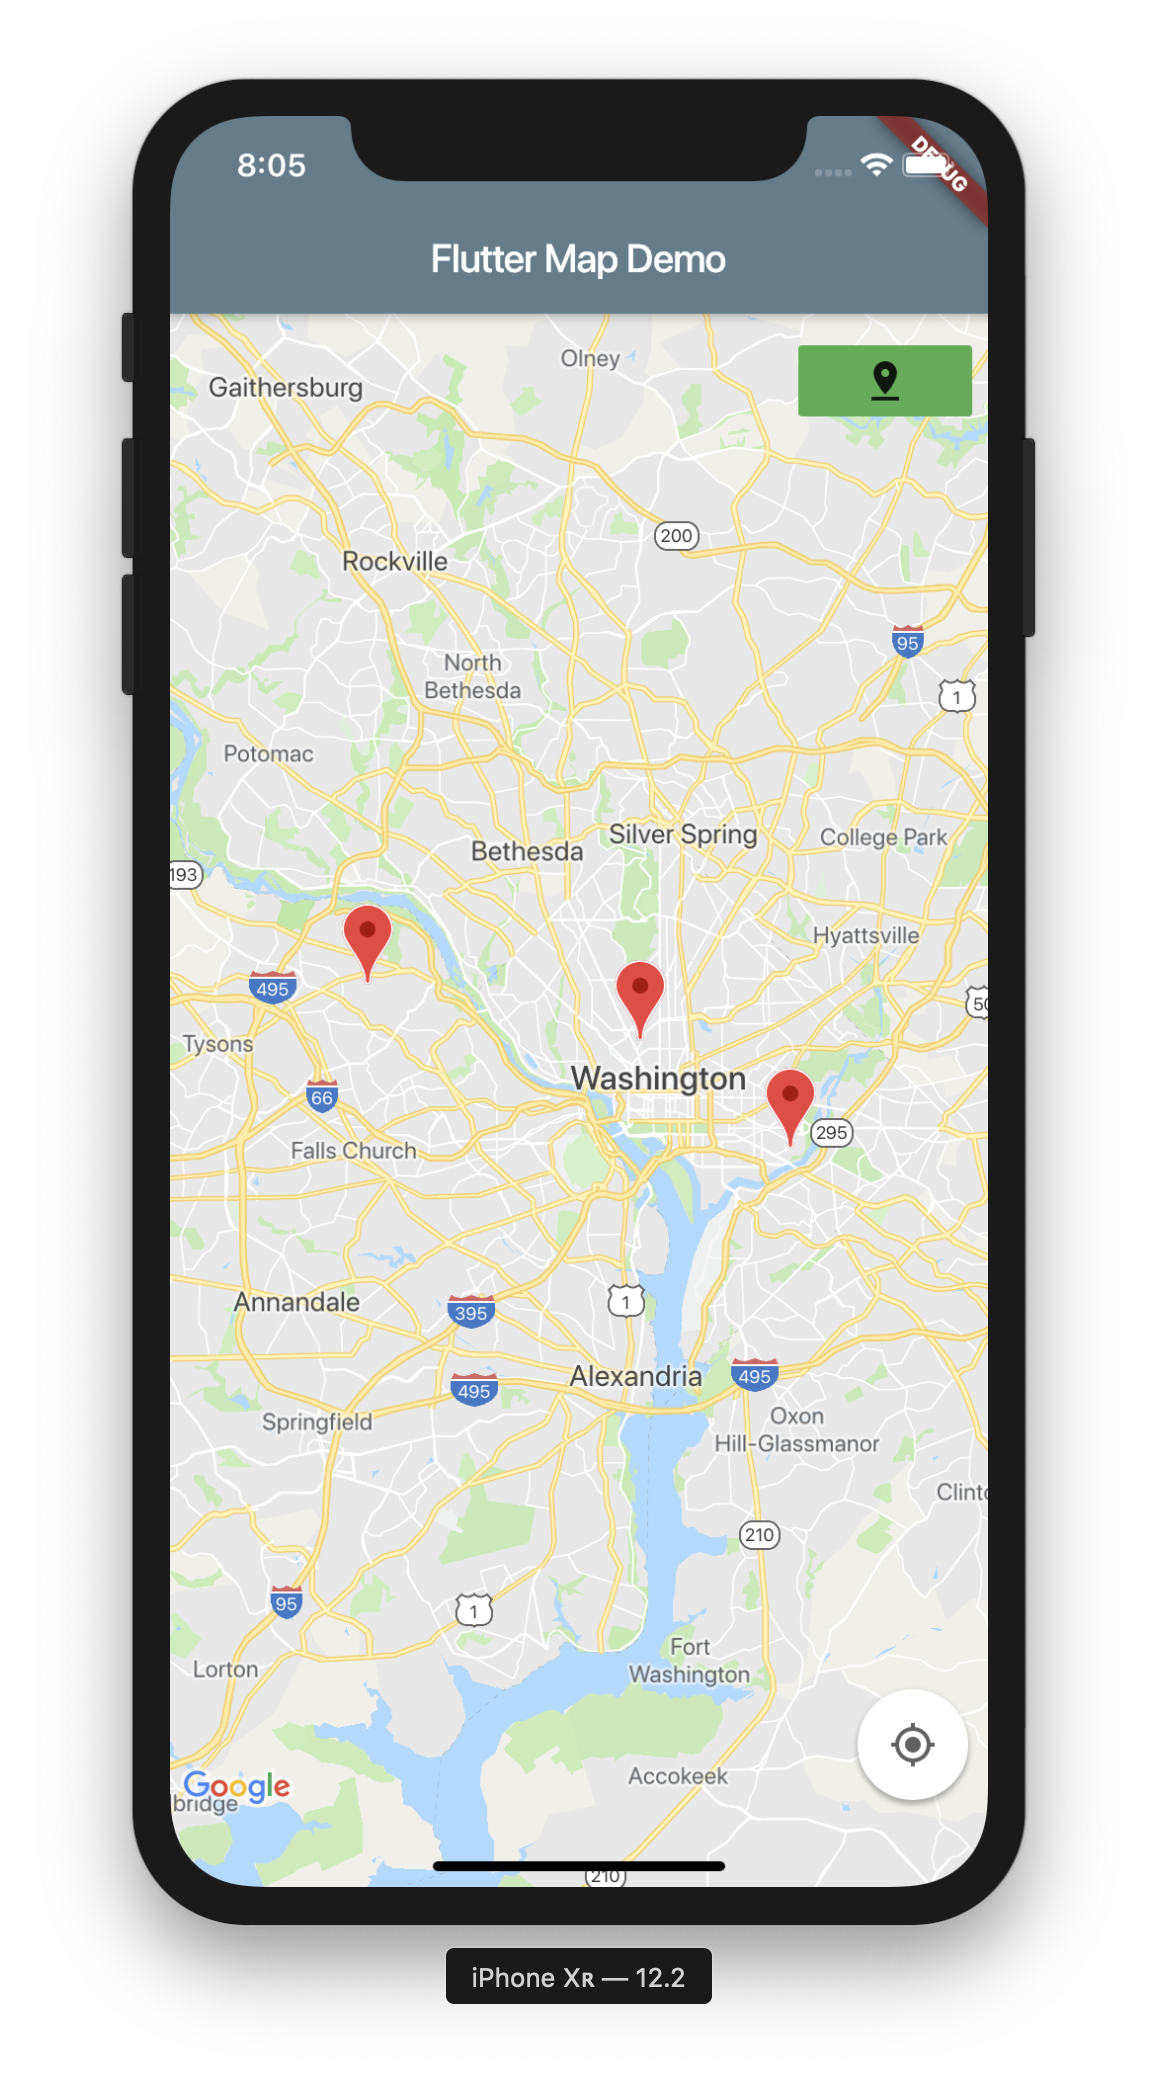 8:05
DEBUG
Flutter Map Demo
Olney
Gaithersburg
200
Rockville
95
North
Bethesda
1
Potomac
Silver Spring
College Park
Bethesda
193
Hyattsville
495
50
Tysons
Washington
66
295
Falls Church
Annandale
1
395
Alexandria
495
495
Oxon
Hill-Glassmanor
Springfield
Clinto
210
95
1
Fort
Washington
Lorton
Accokeek
Google
bridge
210
iPhone XR — 12.2